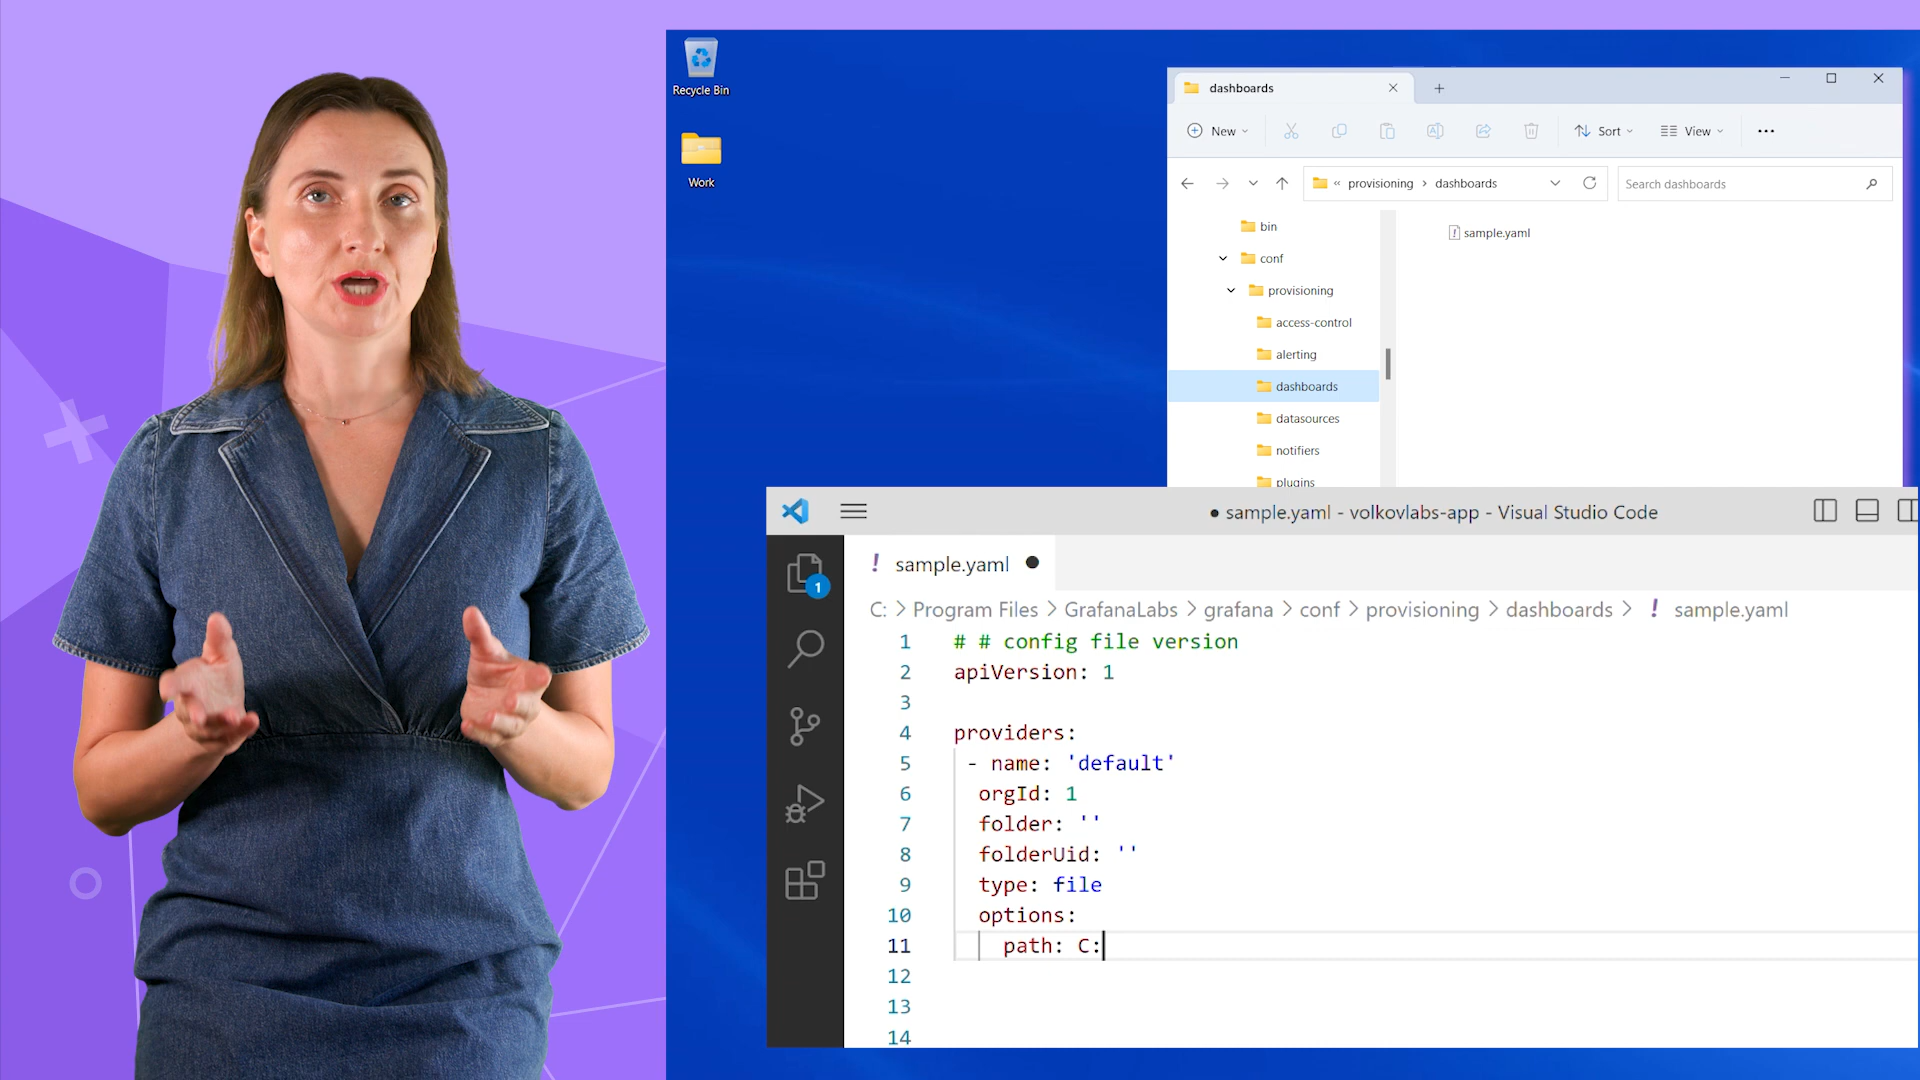 Recycle Bin
Work
dashboards
New
Sort
View
« provisioning > dashboards
Search dashboards
bin
conf
provisioning
access-control
alerting
dashboards
datasources
notifiers
plugins
sample.yaml
● sample.yaml - volkovlabs-app - Visual Studio Code
1
! sample.yaml ●
C: > Program Files > GrafanaLabs > grafana > conf > provisioning > dashboards > ! sample.yaml
1 # # config file version
2 apiVersion: 1
3
4 providers:
5 - name: 'default'
6 orgId: 1
7 folder: ''
8 folderUid: ''
9 type: file
10 options:
11 path: C:
12
13
14